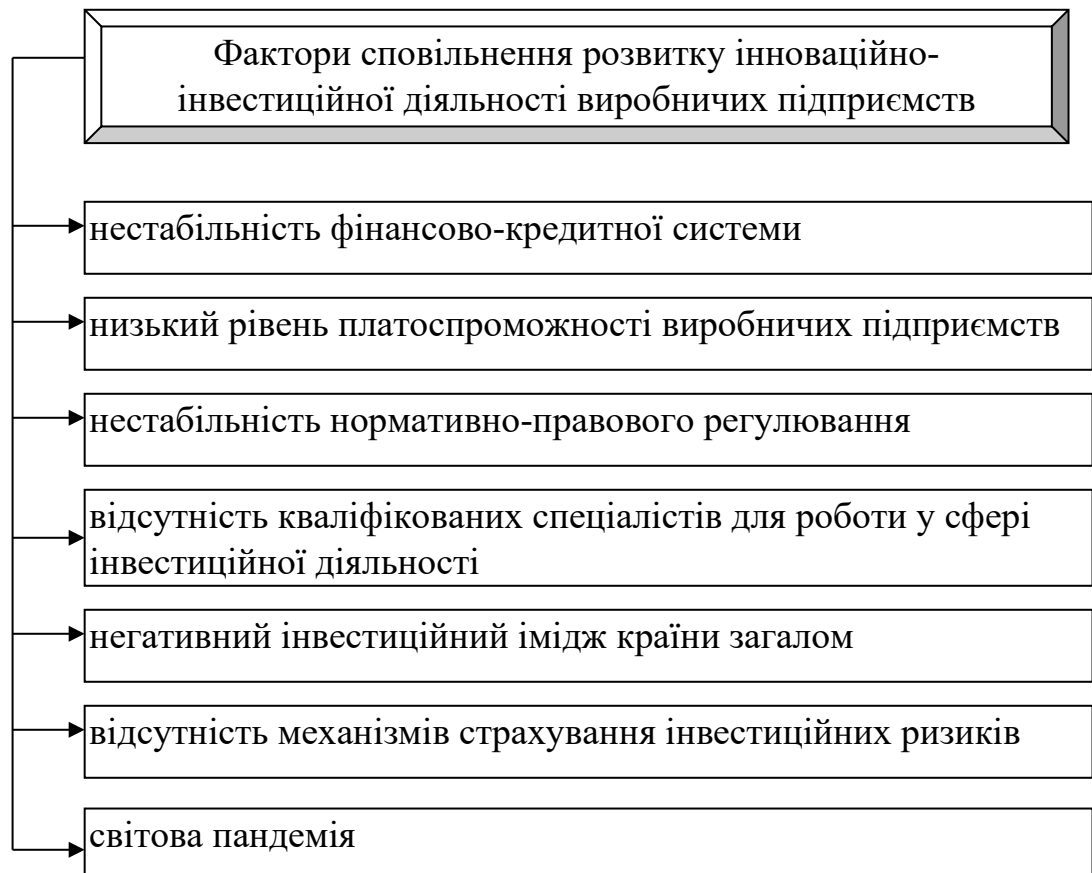 Фактори сповільнення розвитку інноваційно-
інвестиційної діяльності виробничих підприємств
нестабільність фінансово-кредитної системи
низький рівень платоспроможності виробничих підприємств
нестабільність нормативно-правового регулювання
відсутність кваліфікованих спеціалістів для роботи у сфері
інвестиційної діяльності
негативний інвестиційний імідж країни загалом
відсутність механізмів страхування інвестиційних ризиків
світова пандемія